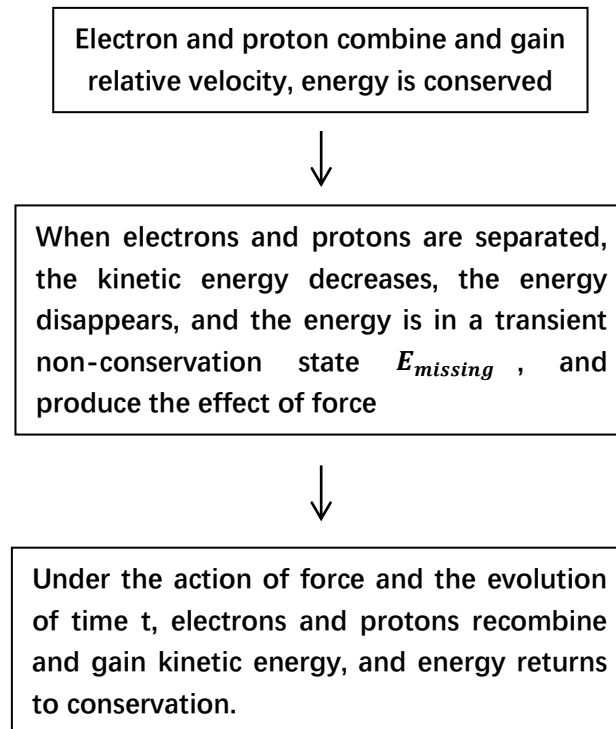 Electron and proton combine and gain
relative velocity, energy is conserved
When electrons and protons are separated,
the kinetic energy decreases, the energy
disappears, and the energy is in a transient
non-conservation state E_missing , and
produce the effect of force
Under the action of force and the evolution
of time t, electrons and protons recombine
and gain kinetic energy, and energy returns
to conservation.